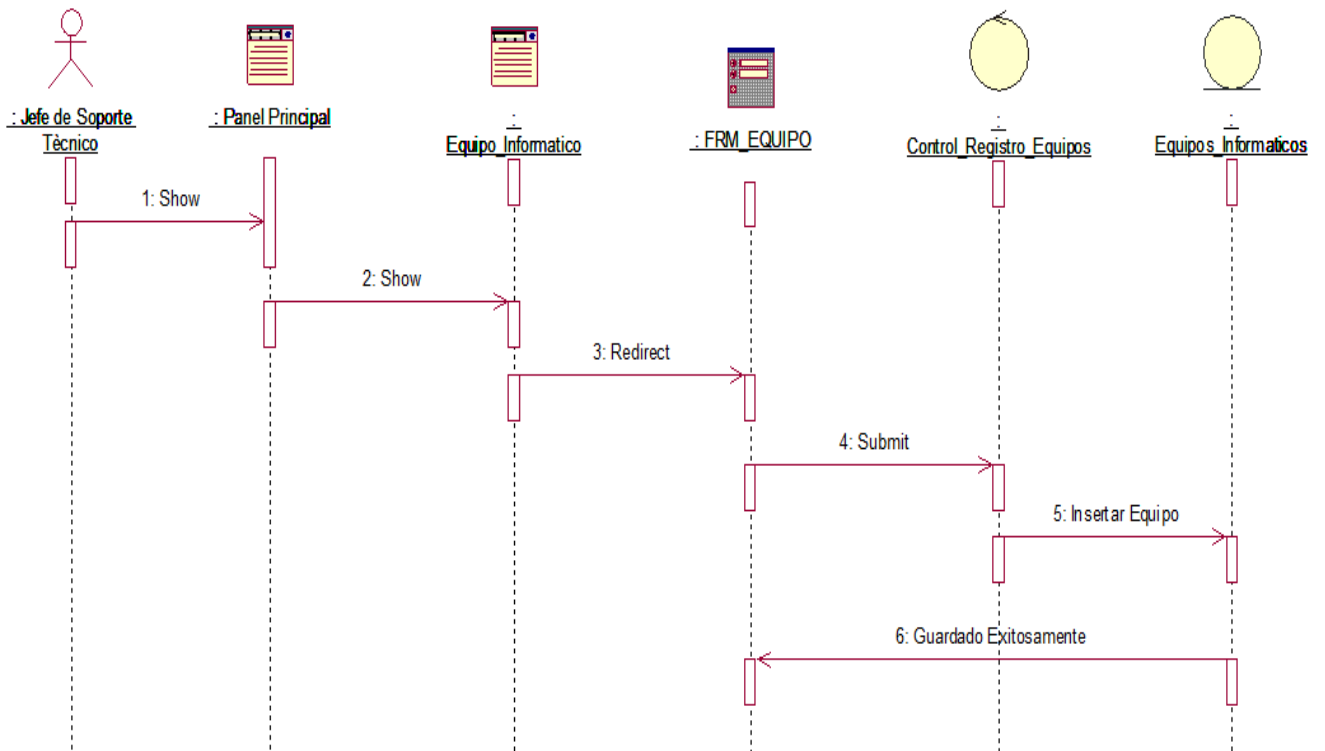 : Jefe de Soporte
Tècnico
: Panel Principal
:
Equipo_Informatico
: FRM_EQUIPO
:
Control_Registro_Equipos
:
Equipos_Informaticos
1: Show
2: Show
3: Redirect
4: Submit
5: Insertar Equipo
6: Guardado Exitosamente